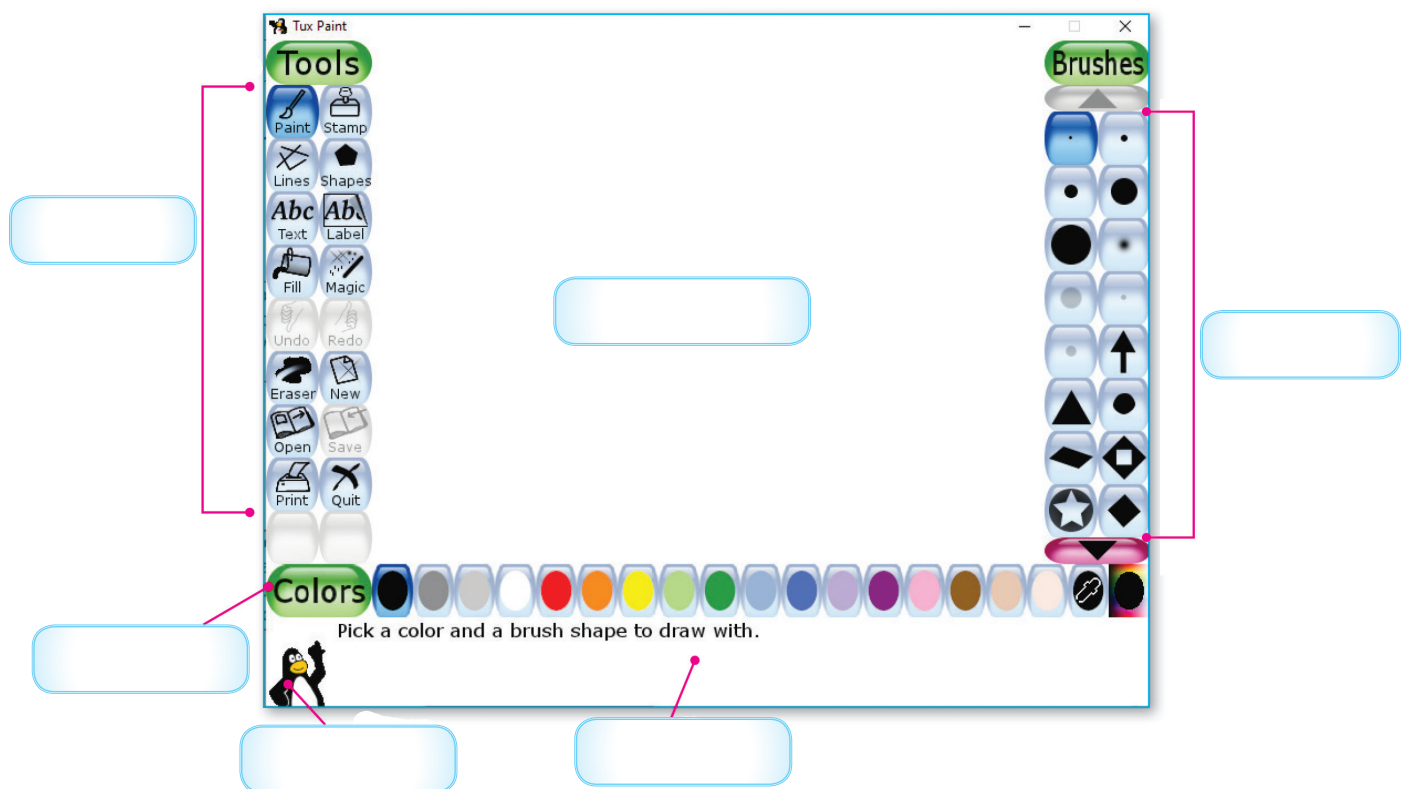 Tux Paint
Tools
Brushes
Paint Stamp
Lines Shapes
Abc Abc
Text Label
Fill Magic
Undo Redo
Eraser New
Open Save
Print Quit
Colors
Pick a color and a brush shape to draw with.